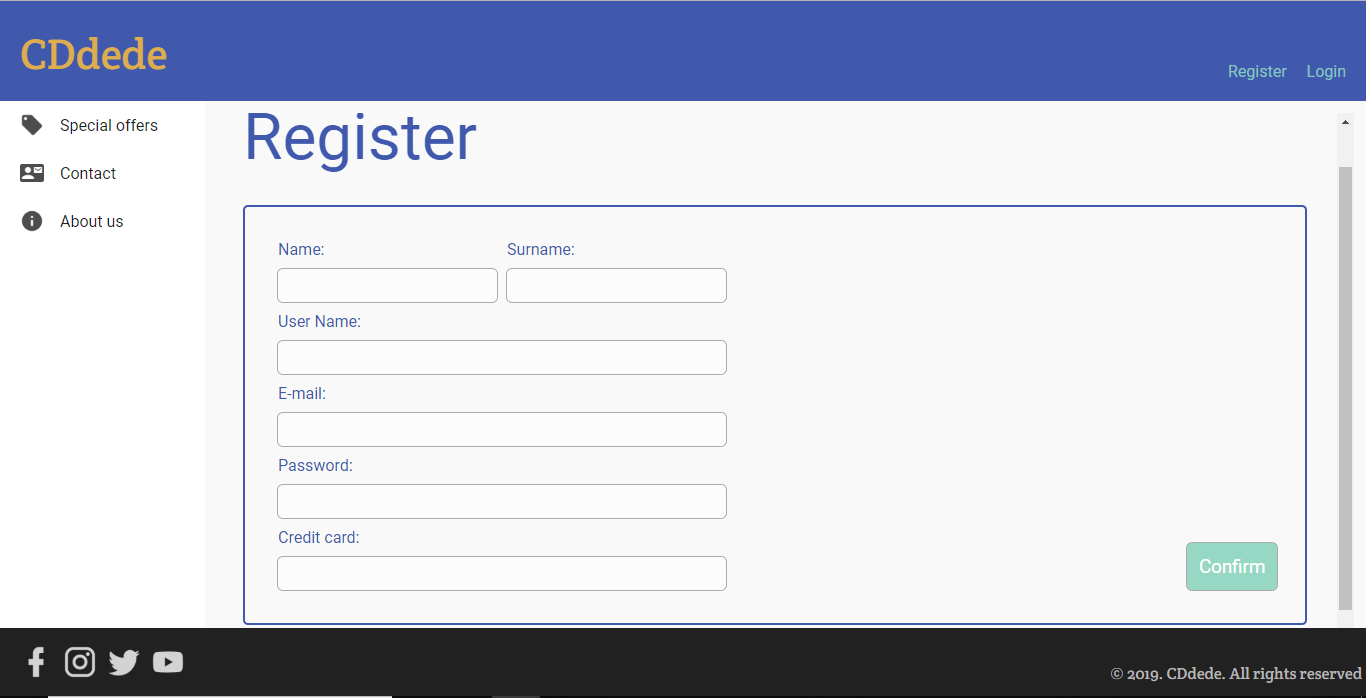 CDdede
Register Login
Special offers
Contact
About us
Register
Name: Surname:
User Name:
E-mail:
Password:
Credit card:
Confirm
© 2019. CDdede. All rights reserved